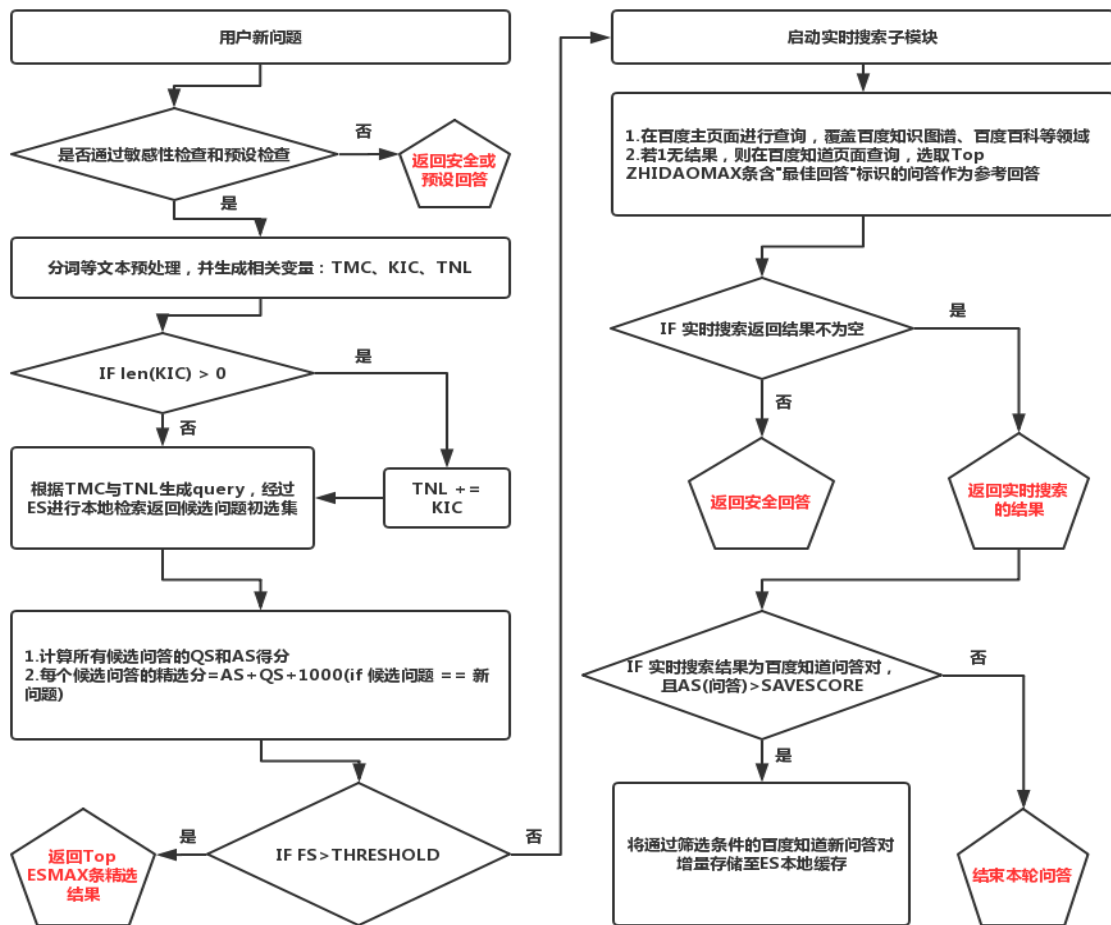 用户新问题
是否通过敏感性检查和预设检查
否
返回安全或
预设回答
是
分词等文本预处理，并生成相关变量：TMC、KIC、TNL
IF len(KIC) > 0
是
否
TNL +=
KIC
根据TMC与TNL生成query，经过
ES进行本地检索返回候选问题初选集
1.计算所有候选问答的QS和AS得分
2.每个候选问答的精选分=AS+QS+1000(if 候选问题 == 新
问题)
IF FS>THRESHOLD
是
返回Top
ESMAX条精选
结果
否
启动实时搜索子模块
1.在百度主页面进行查询，覆盖百度知识图谱、百度百科等领域
2.若1无结果，则在百度知道页面查询，选取Top
ZHIDAOMAX条含"最佳回答"标识的问答作为参考回答
IF 实时搜索返回结果不为空
是
否
返回安全回答
返回实时搜索
的结果
IF 实时搜索结果为百度知道问答对，
且AS(问答)>SAVESCORE
否
是
将通过筛选条件的百度知道新问答对
增量存储至ES本地缓存
结束本轮问答